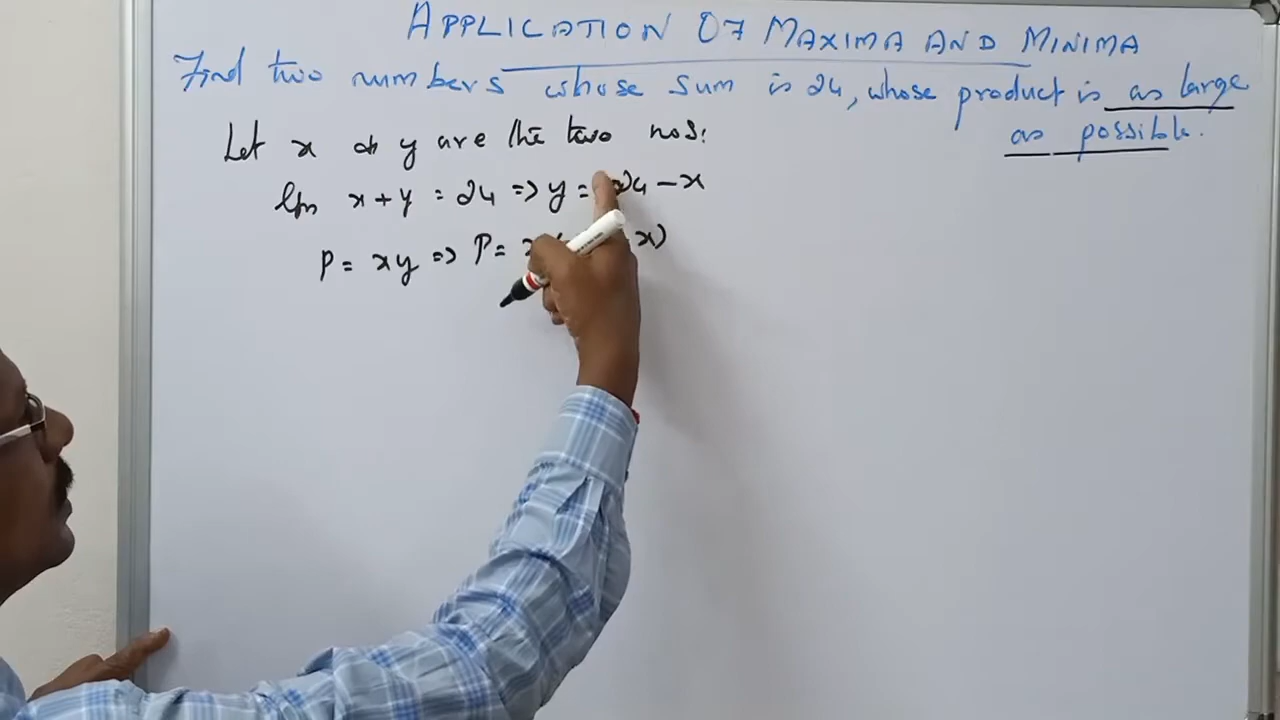 APPLICATION OF MAXIMA AND MINIMA
Find two numbers whose sum is 24, whose product is as large
as possible.
Let x & y are the two nos:
x + y = 24 => y = 24 - x
P = xy => P = x x)